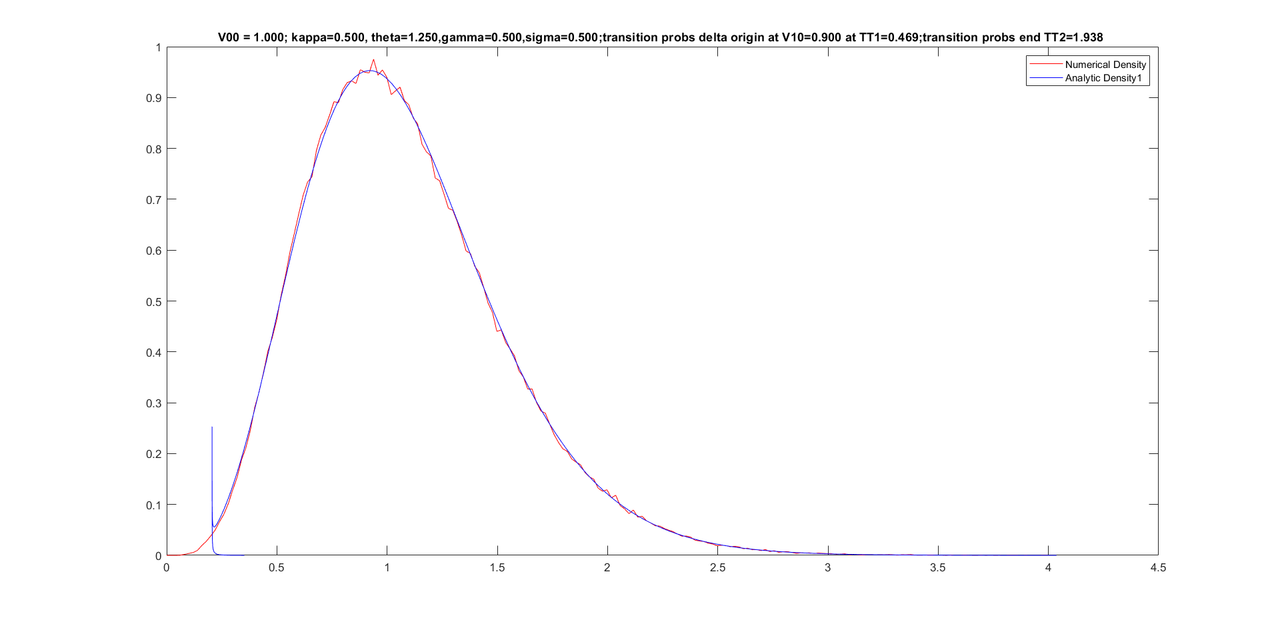 V00 = 1.000; kappa=0.500, theta=1.250,gamma=0.500,sigma=0.500;transition probs delta origin at V10=0.900 at TT1=0.469;transition probs end TT2=1.938
Numerical Density
Analytic Density1
1
0.9
0.8
0.7
0.6
0.5
0.4
0.3
0.2
0.1
0
0 0.5 1 1.5 2 2.5 3 3.5 4 4.5